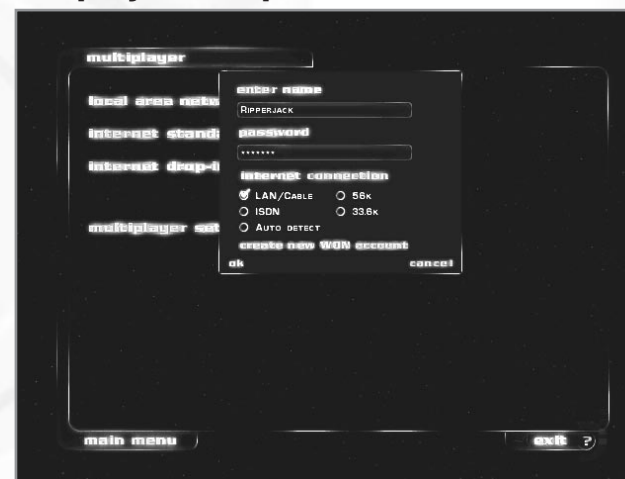 multiplayer
enter name
local area netw
RIPPERJACK
internet standa
password
*******
internet drop-i
internet connection
LAN/CABLE 56K
ISDN 33.6K
AUTO DETECT
multiplayer set
create new WON account
ok cancel
main menu exit ?